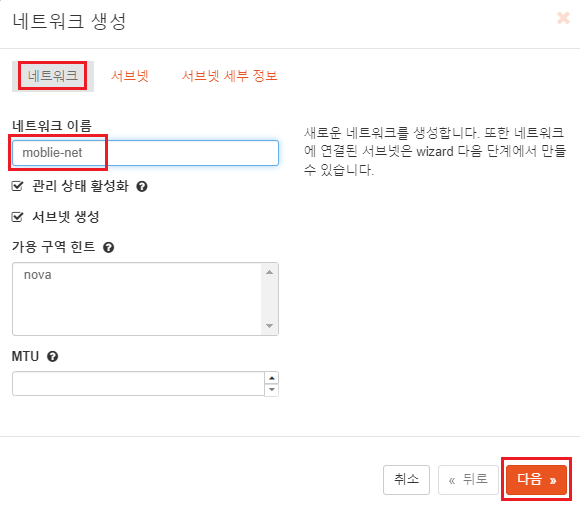 네트워크 생성
×
네트워크 서브넷 서브넷 세부 정보
네트워크 이름
moblie-net
관리 상태 활성화
서브넷 생성
가용 구역 힌트
nova
MTU
새로운 네트워크를 생성합니다. 또한 네트워크
에 연결된 서브넷은 wizard 다음 단계에서 만들
수 있습니다.
취소
« 뒤로
다음 »